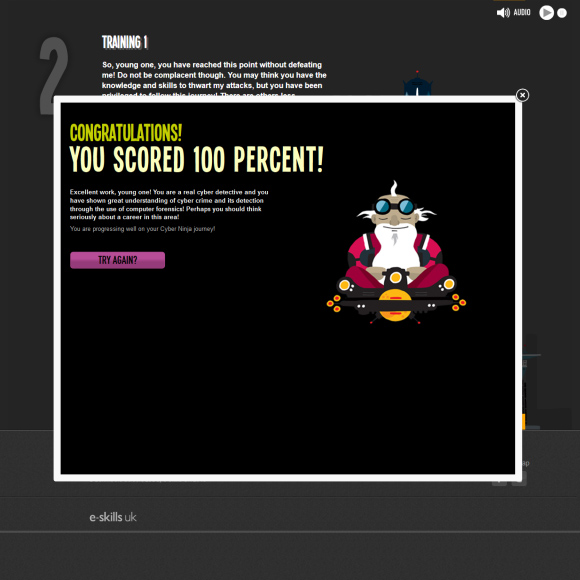 AUDIO
2
TRAINING 1
So, young one, you have reached this point without defeating
me! Do not be complacent though. You may think you have the
knowledge and skills to thwart my attacks, but you have been
privileged to follow this journey! There are others less
CONGRATULATIONS!
YOU SCORED 100 PERCENT!
Excellent work, young one! You are a real cyber detective and you
have shown great understanding of cyber crime and its detection
through the use of computer forensics! Perhaps you should think
seriously about a career in this area!
You are progressing well on your Cyber Ninja journey!
TRY AGAIN?
e-skills uk